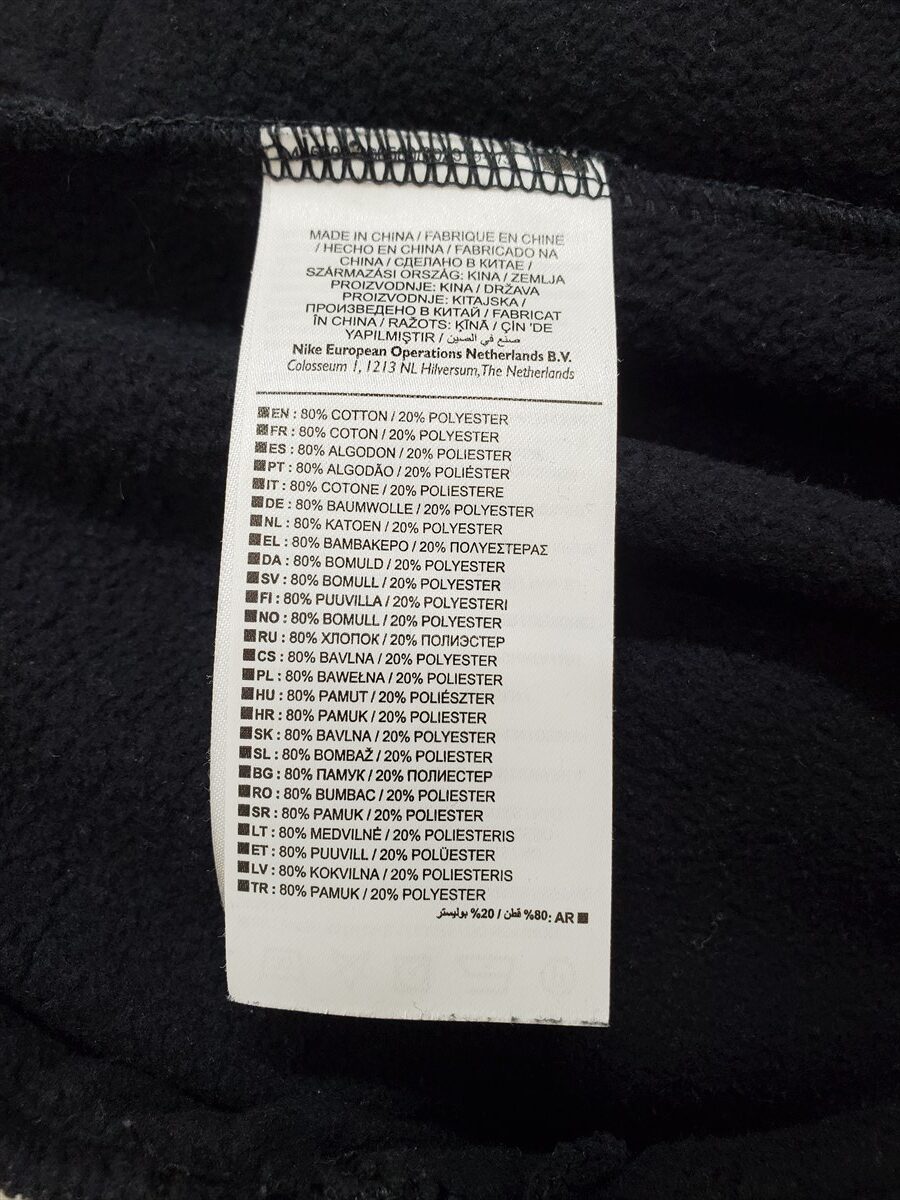 MADE IN CHINA / FABRIQUE EN CHINE
/ HECHO EN CHINA / FABRICADO NA
CHINA / СДЕЛАНО В КИТАЕ /
SZÁRMAZÁSI ORSZÁG: KINA / ZEMLJA
PROIZVODNJE: KINA / DRŽAVA
PROIZVODNJE: KITAJSKA /
ПРОИЗВЕДЕНО В КИТАЙ / FABRICAT
ÎN CHINA / RAŽOTS: ĶĪNĀ / ÇİN 'DE
YAPILMIŞTIR / صنع في الصين
Nike European Operations Netherlands B.V.
Colosseum 1, 1213 NL Hilversum,The Netherlands
EN : 80% COTTON / 20% POLYESTER
FR : 80% COTON / 20% POLYESTER
ES : 80% ALGODON / 20% POLIESTER
PT : 80% ALGODÃO / 20% POLIÉSTER
IT : 80% COTONE / 20% POLIESTERE
DE : 80% BAUMWOLLE / 20% POLYESTER
NL : 80% KATOEN / 20% POLYESTER
EL : 80% ΒΑΜΒΑΚΕΡΟ / 20% ΠΟΛΥΕΣΤΕΡΑΣ
DA : 80% BOMULD / 20% POLYESTER
SV : 80% BOMULL / 20% POLYESTER
FI : 80% PUUVILLA / 20% POLYESTERI
NO : 80% BOMULL / 20% POLYESTER
RU : 80% ХЛОПОК / 20% ПОЛИЭСТЕР
CS : 80% BAVLNA / 20% POLYESTER
PL : 80% BAWEŁNA / 20% POLYESTER
HU : 80% PAMUT / 20% POLIÉSZTER
HR : 80% PAMUK / 20% POLIESTER
SK : 80% BAVLNA / 20% POLYESTER
SL : 80% BOMBAŽ / 20% POLIESTER
BG : 80% ПАМУК / 20% ПОЛИЕСТЕР
RO : 80% BUMBAC / 20% POLIESTER
SR : 80% PAMUK / 20% POLIESTER
LT : 80% MEDVILNĖ / 20% POLIESTERIS
ET : 80% PUUVILL / 20% POLÜESTER
LV : 80% KOKVILNA / 20% POLIESTERIS
TR : 80% PAMUK / 20% POLYESTER
AR :80% قطن / 20% بوليستر